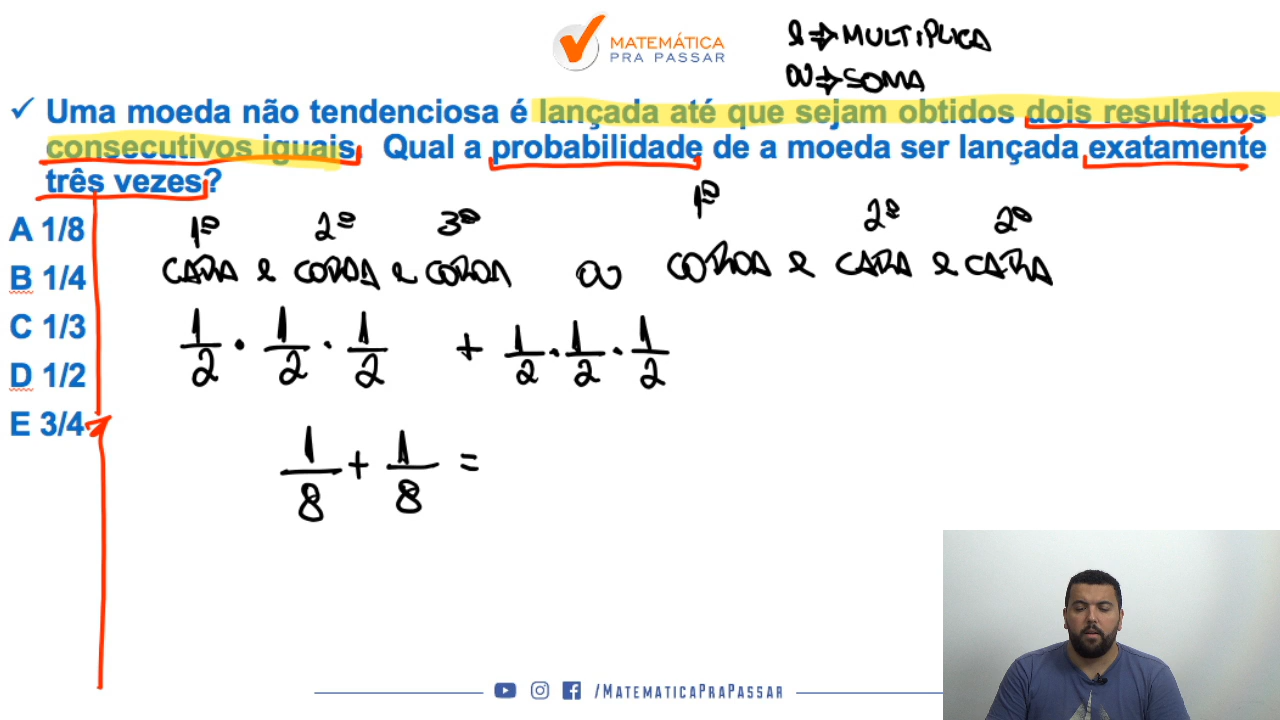 MATEMÁTICA
PRA PASSAR
e ⇒ MULTIPLICA
OU ⇒ SOMA
✓ Uma moeda não tendenciosa é lançada até que sejam obtidos dois resultados
consecutivos iguais. Qual a probabilidade de a moeda ser lançada exatamente
três vezes?
A 1/8
B 1/4
C 1/3
D 1/2
E 3/4
1º 2º 3º 1º 2º 2º
CARA e COROA e COROA OU COROA e CARA e CARA
1/2 · 1/2 · 1/2 + 1/2 · 1/2 · 1/2
1/8 + 1/8 =
/MATEMATICAPRAPASSAR